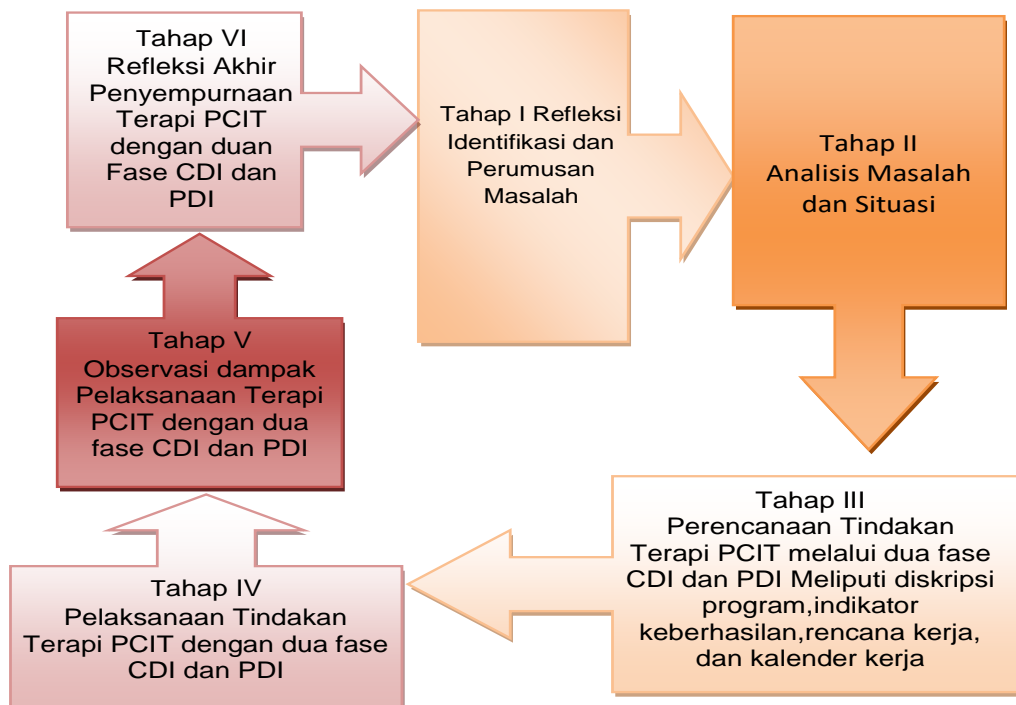 Tahap VI
Refleksi Akhir
Penyempurnaan
Terapi PCIT
dengan duan
Fase CDI dan
PDI
Tahap I Refleksi
Identifikasi dan
Perumusan
Masalah
Tahap II
Analisis Masalah
dan Situasi
Tahap III
Perencanaan Tindakan
Terapi PCIT melalui dua fase
CDI dan PDI Meliputi diskripsi
program,indikator
keberhasilan,rencana kerja,
dan kalender kerja
Tahap IV
Pelaksanaan Tindakan
Terapi PCIT dengan dua fase
CDI dan PDI
Tahap V
Observasi dampak
Pelaksanaan Terapi
PCIT dengan dua
fase CDI dan PDI